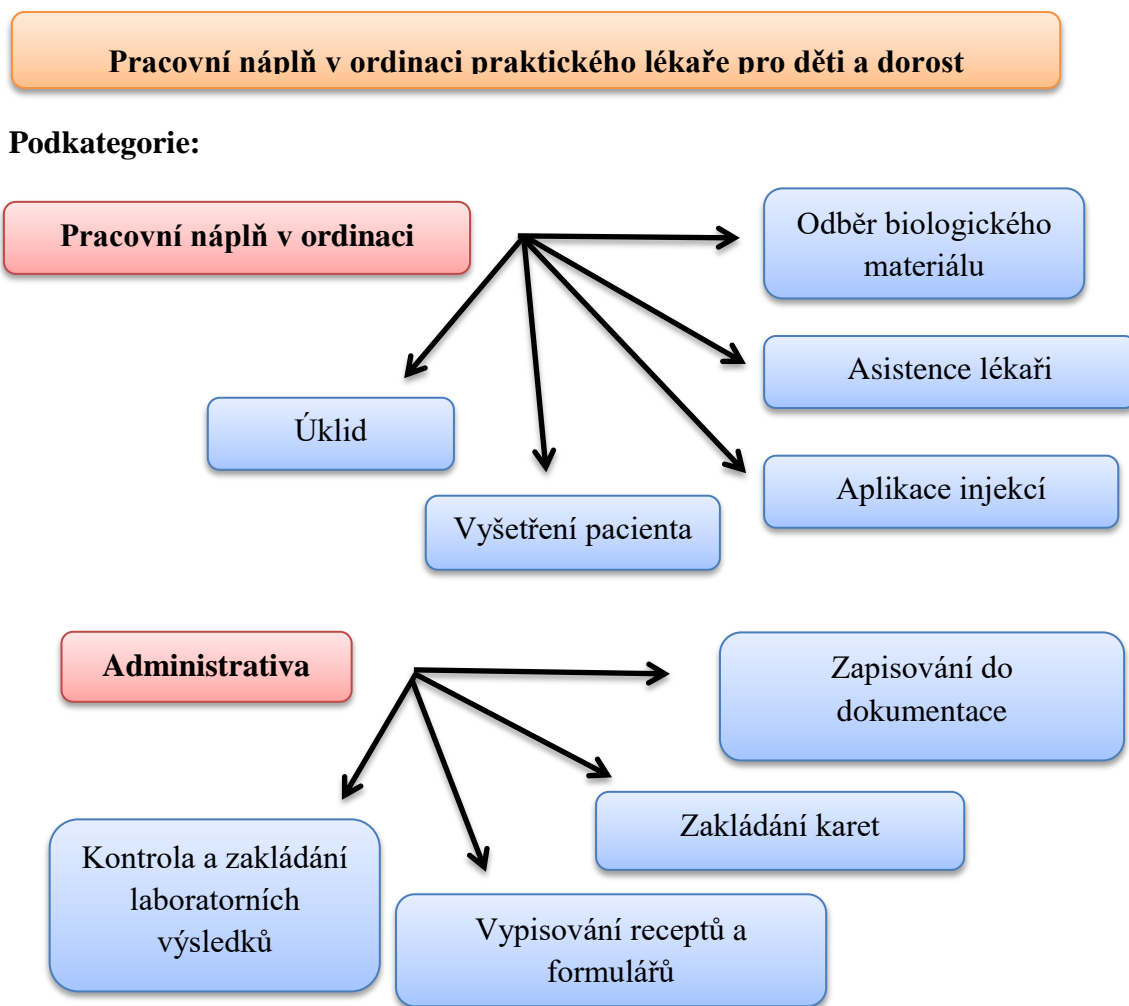 Pracovní náplň v ordinaci praktického lékaře pro děti a dorost
Podkategorie:
Pracovní náplň v ordinaci
Odběr biologického
materiálu
Asistence lékaři
Úklid
Aplikace injekcí
Vyšetření pacienta
Administrativa
Zapisování do
dokumentace
Zakládání karet
Kontrola a zakládání
laboratorních
výsledků
Vypisování receptů a
formulářů